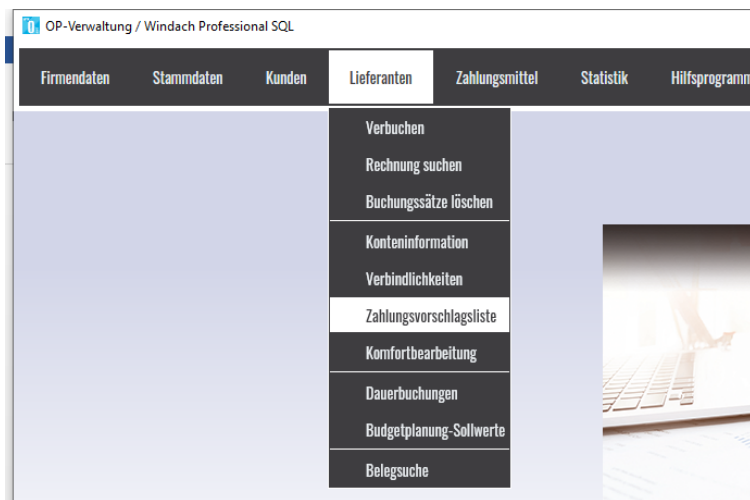 OP-Verwaltung / Windach Professional SQL
Firmendaten Stammdaten Kunden Lieferanten Zahlungsmittel Statistik Hilfsprogramm
Verbuchen
Rechnung suchen
Buchungssätze löschen
Konteninformation
Verbindlichkeiten
Zahlungsvorschlagsliste
Komfortbearbeitung
Dauerbuchungen
Budgetplanung-Sollwerte
Belegsuche